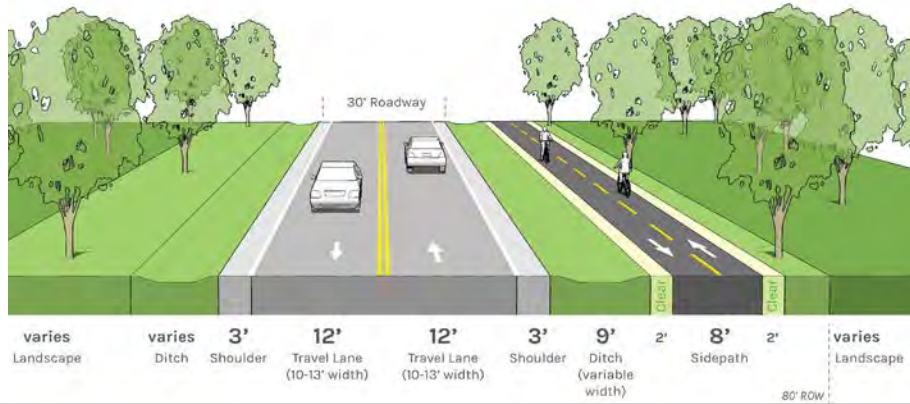 30' Roadway
Clear
Clear
varies
Landscape
varies
Ditch
3'
Shoulder
12'
Travel Lane
(10-13' width)
12'
Travel Lane
(10-13' width)
3'
Shoulder
9'
Ditch
(variable
width)
2'
8'
Sidepath
2'
80' ROW
varies
Landscape